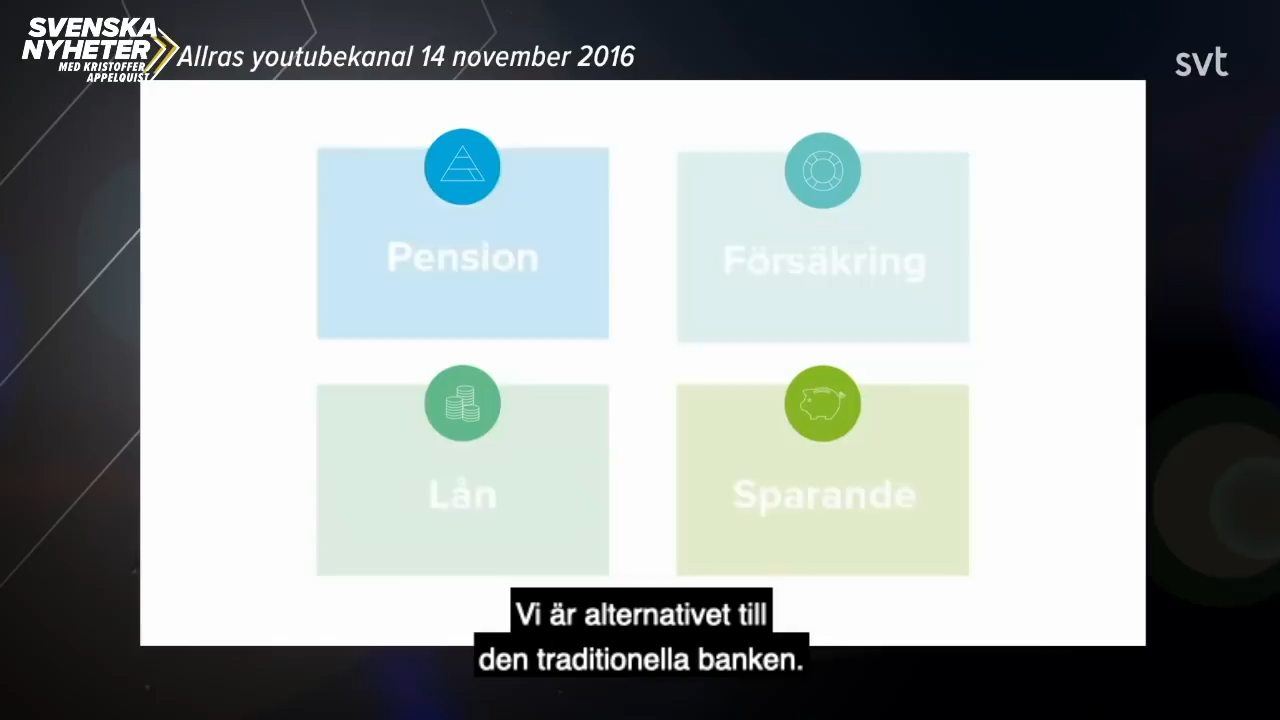 SVENSKA
NYHETER
MED KRISTOFFER
APPELQUIST
Allras youtubekanal 14 november 2016
svt
Pension
Försäkring
Lån
Sparande
Vi är alternativet till
den traditionella banken.